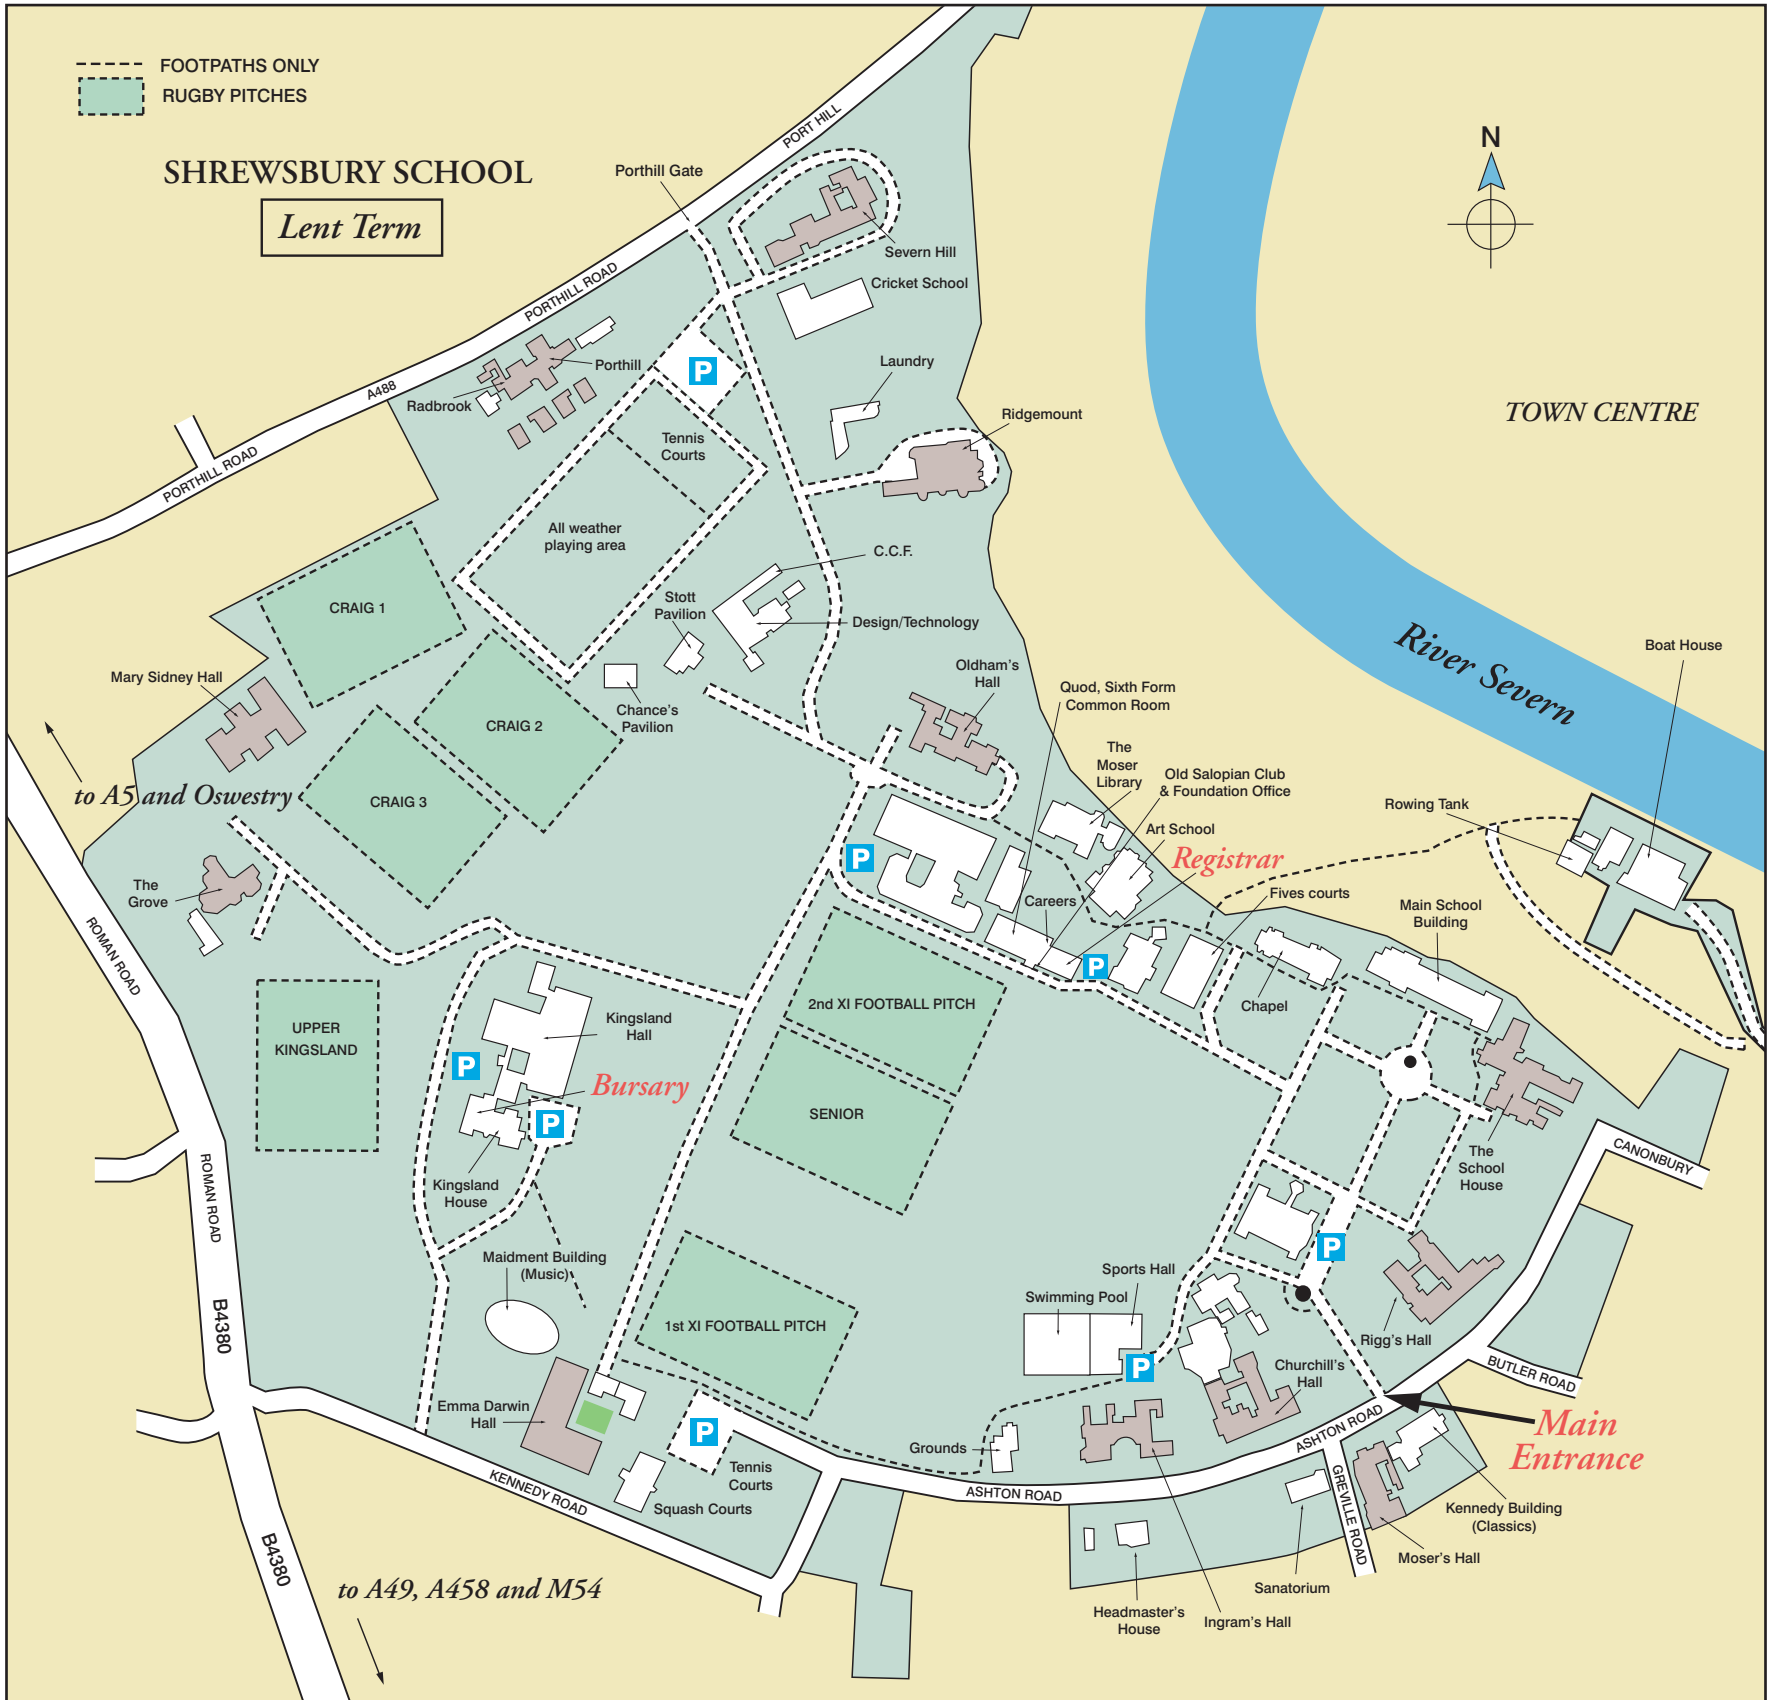 FOOTPATHS ONLY
RUGBY PITCHES
SHREWSBURY SCHOOL
Lent Term
N
TOWN CENTRE
River Severn
PORT HILL
Porthill Gate
PORTHILL ROAD
A488
PORTHILL ROAD
Severn Hill
Cricket School
Porthill
Radbrook
P
Laundry
Ridgemount
Tennis
Courts
All weather
playing area
C.C.F.
Stott
Pavilion
Design/Technology
CRAIG 1
CRAIG 2
CRAIG 3
Mary Sidney Hall
Chance's
Pavilion
Oldham's
Hall
Quod, Sixth Form
Common Room
The
Moser
Library
Old Salopian Club
& Foundation Office
Art School
Registrar
Boat House
Rowing Tank
to A5 and Oswestry
The
Grove
P
Careers
Fives courts
Main School
Building
P
Chapel
ROMAN ROAD
UPPER
KINGSLAND
2nd XI FOOTBALL PITCH
Kingsland
Hall
P
Bursary
P
SENIOR
Kingsland
House
The
School
House
CANONBURY
ROMAN ROAD
Maidment Building
(Music)
P
Sports Hall
Swimming Pool
1st XI FOOTBALL PITCH
B4380
Rigg's Hall
P
Churchill's
Hall
BUTLER ROAD
Emma Darwin
Hall
P
Main
Entrance
ASHTON ROAD
Grounds
Tennis
Courts
Squash Courts
KENNEDY ROAD
ASHTON ROAD
GREVILLE ROAD
Kennedy Building
(Classics)
Moser's Hall
B4380
to A49, A458 and M54
Sanatorium
Headmaster's
House
Ingram's Hall